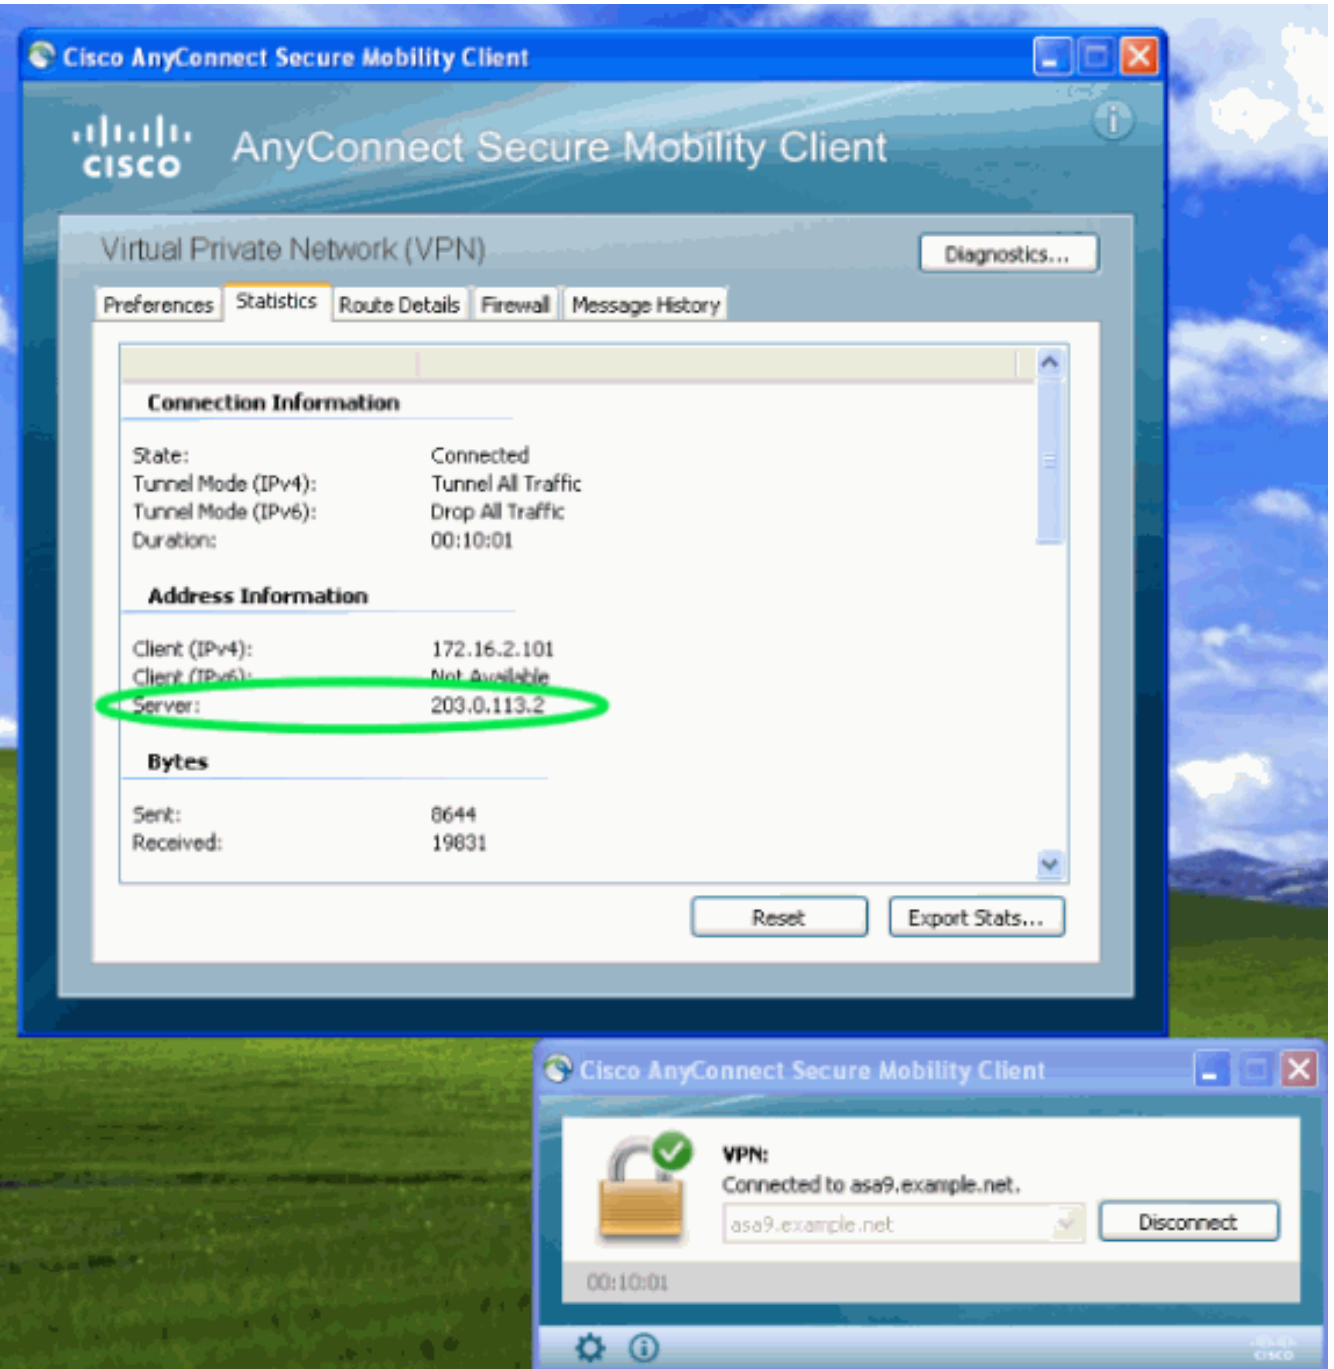 Cisco AnyConnect Secure Mobility Client
CISCO AnyConnect Secure Mobility Client
Virtual Private Network (VPN)
Diagnostics...
Preferences Statistics Route Details Firewall Message History
Connection Information
State: Connected
Tunnel Mode (IPv4): Tunnel All Traffic
Tunnel Mode (IPv6): Drop All Traffic
Duration: 00:10:01
Address Information
Client (IPv4): 172.16.2.101
Client (IPv6): Not Available
Server: 203.0.113.2
Bytes
Sent: 8644
Received: 19831
Reset Export Stats...
Cisco AnyConnect Secure Mobility Client
VPN:
Connected to asa9.example.net.
asa9.example.net
Disconnect
00:10:01
CISCO